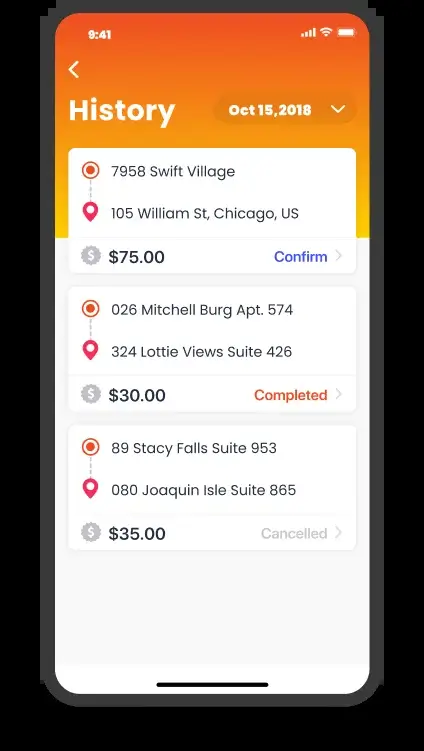 9:41
History
Oct 15,2018
7958 Swift Village
105 William St, Chicago, US
$ $75.00 Confirm
026 Mitchell Burg Apt. 574
324 Lottie Views Suite 426
$ $30.00 Completed
89 Stacy Falls Suite 953
080 Joaquin Isle Suite 865
$ $35.00 Cancelled